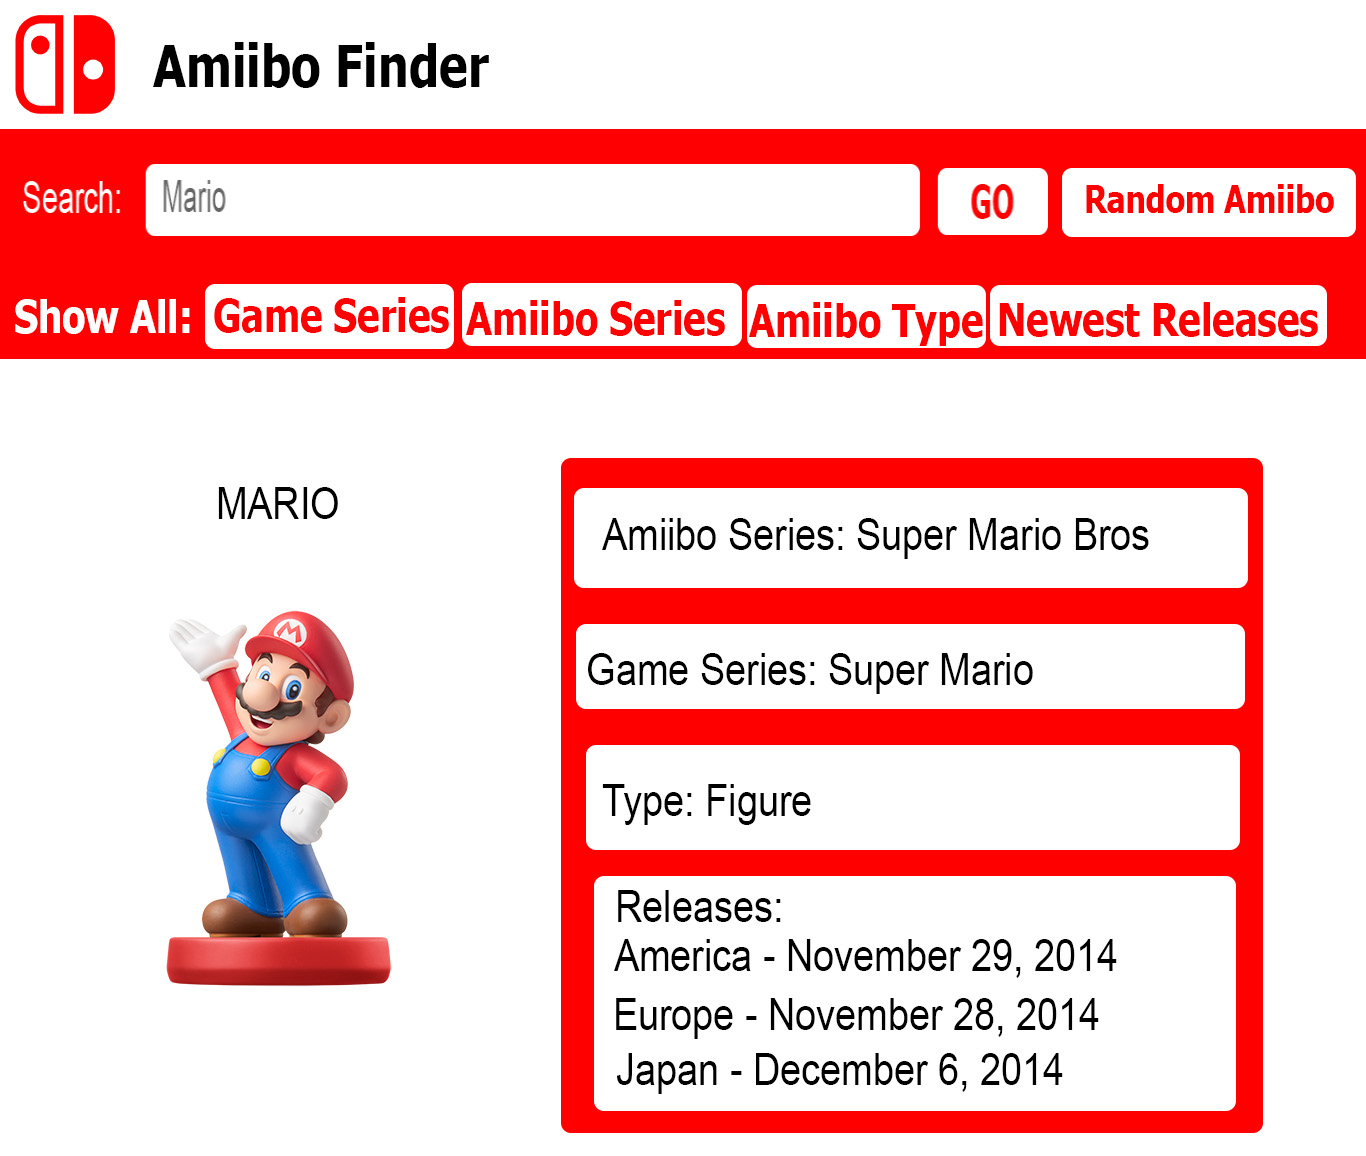 Amiibo Finder
Search: Mario GO Random Amiibo
Show All: Game Series Amiibo Series Amiibo Type Newest Releases
MARIO
M
Amiibo Series: Super Mario Bros
Game Series: Super Mario
Type: Figure
Releases:
America - November 29, 2014
Europe - November 28, 2014
Japan - December 6, 2014